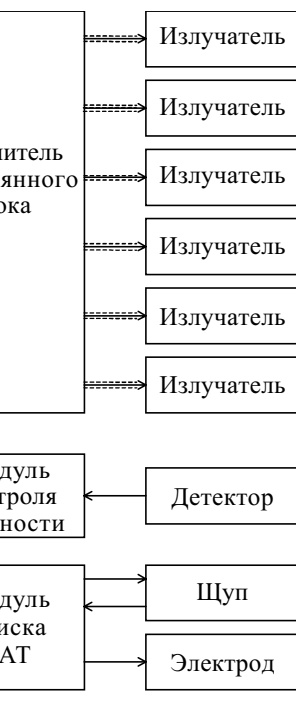 итель
янного
ока
Излучатель
Излучатель
Излучатель
Излучатель
Излучатель
Излучатель
дуль
троля
ности
Детектор
дуль
иска
АТ
Щуп
Электрод